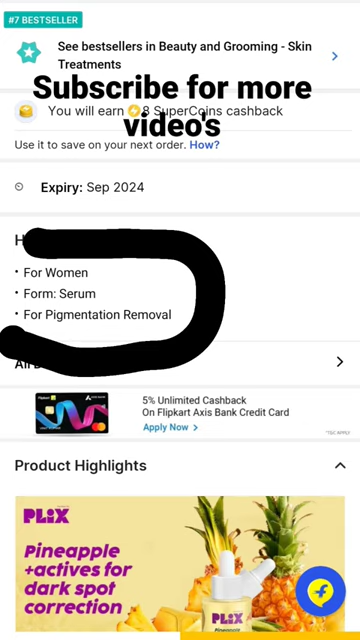 #7 BESTSELLER
See bestsellers in Beauty and Grooming - Skin
Treatments
Subscribe for more
You will earn 8 SuperCoins cashback
video's
Use it to save on your next order. How?
Expiry: Sep 2024
• For Women
• Form: Serum
• For Pigmentation Removal
Flipkart
5% Unlimited Cashback
On Flipkart Axis Bank Credit Card
Apply Now >
*T&C APPLY
Product Highlights
PLIX
Pineapple
+actives for
dark spot
correction
PLIX
Pineapple